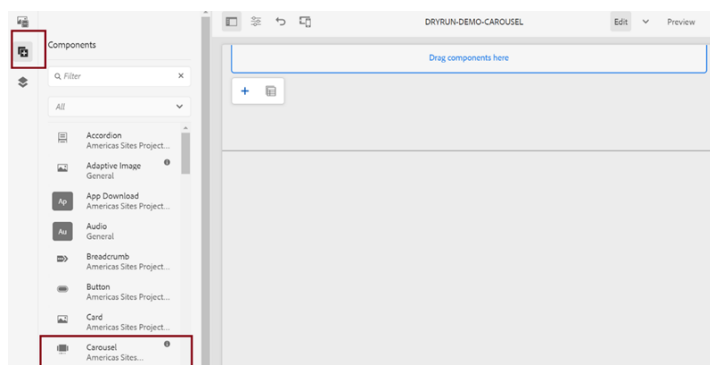 DRYRUN-DEMO-CAROUSEL
Edit
Preview
Components
Filter
All
Accordion
Americas Sites Project...
Adaptive Image
General
Ap
App Download
Americas Sites Project...
Au
Audio
General
Breadcrumb
Americas Sites Project...
Button
Americas Sites Project...
Card
Americas Sites Project...
Carousel
Americas Sites...
Drag components here